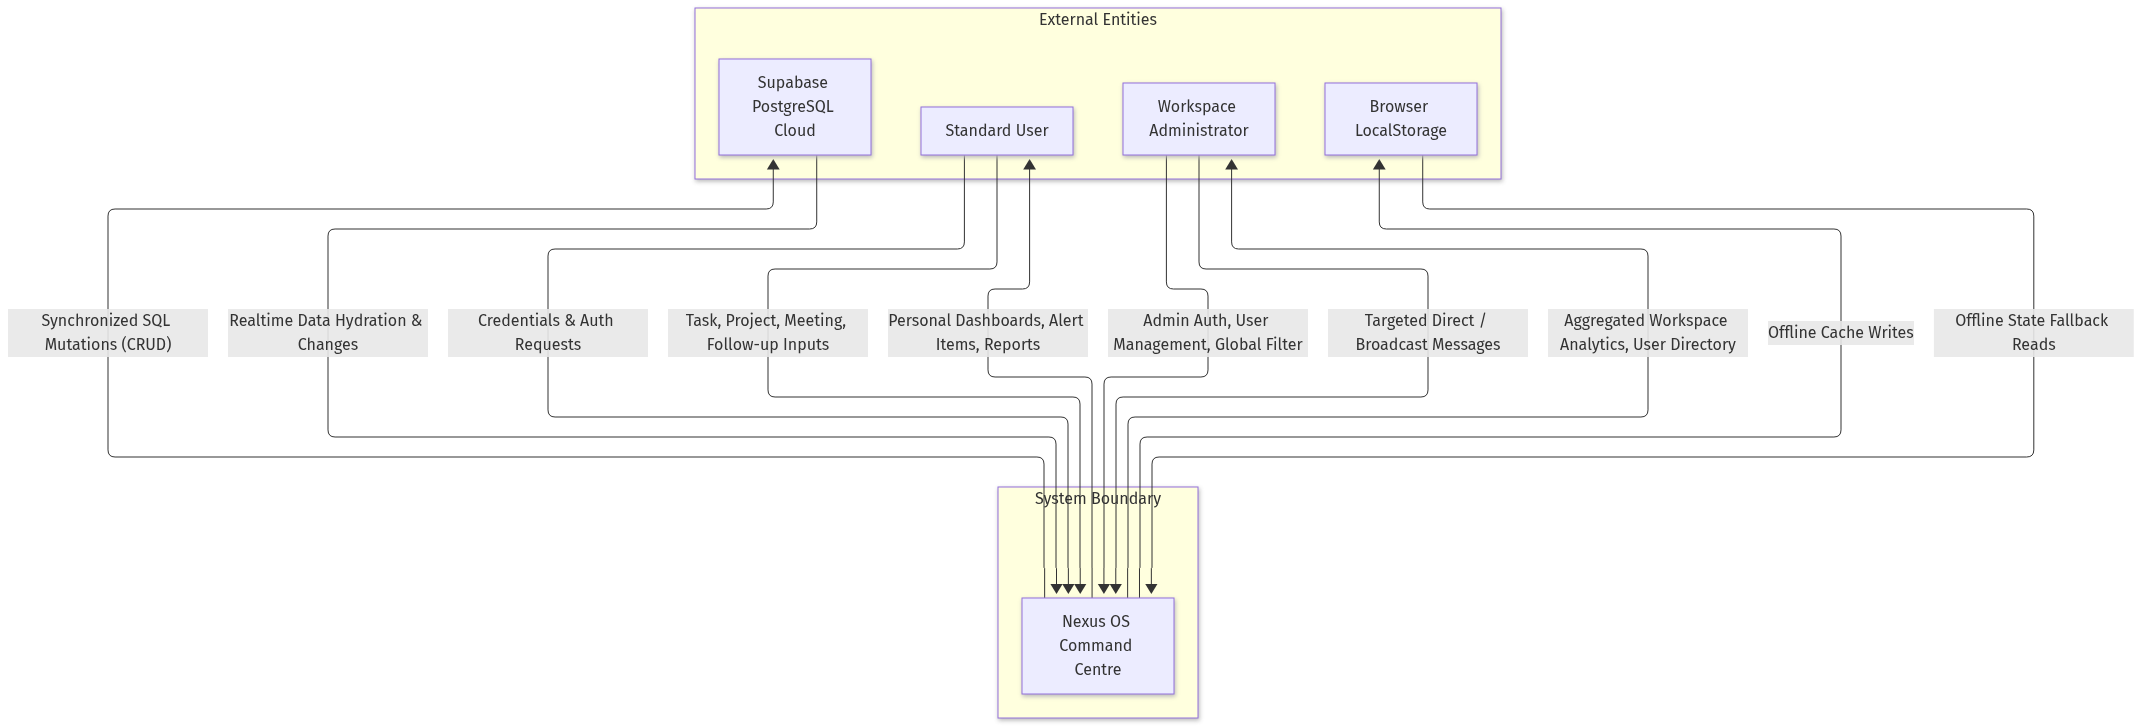 External Entities
Supabase
PostgreSQL
Cloud
Standard User
Workspace
Administrator
Browser
LocalStorage
Synchronized SQL
Mutations (CRUD)
Realtime Data Hydration &
Changes
Credentials & Auth
Requests
Task, Project, Meeting,
Follow-up Inputs
Personal Dashboards, Alert
Items, Reports
Admin Auth, User
Management, Global Filter
Targeted Direct /
Broadcast Messages
Aggregated Workspace
Analytics, User Directory
Offline Cache Writes
Offline State Fallback
Reads
System Boundary
Nexus OS
Command
Centre